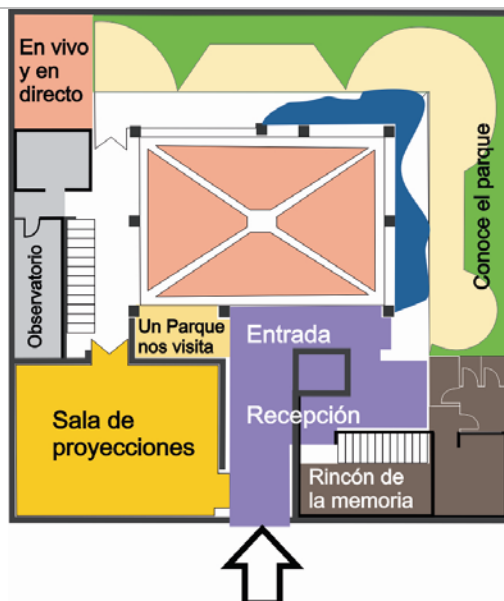 En vivo
y en
directo
Conoce el parque
Observatorio
Un Parque
nos visita
Entrada
Sala de
proyecciones
Recepción
Rincón de
la memoria